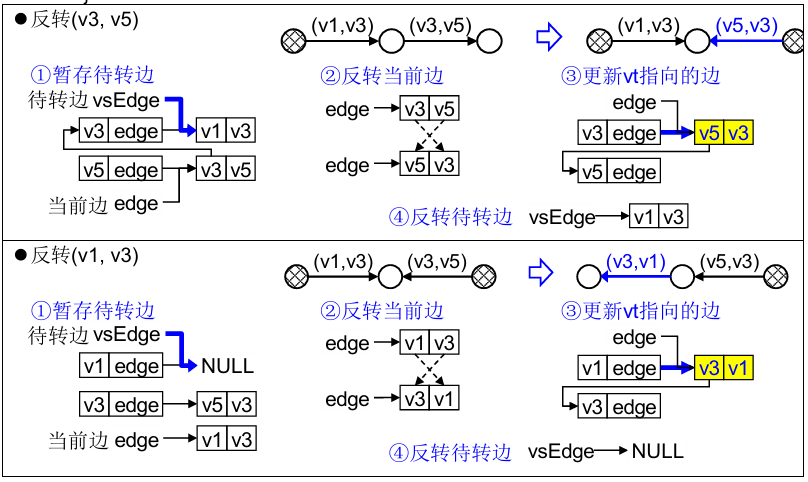 ●反转(v3, v5)
(v1,v3) (v3,v5) (v1,v3) (v5,v3)
①暂存待转边 ②反转当前边 ③更新vt指向的边
待转边 vsEdge
v3 edge v1 v3
v5 edge v3 v5
当前边 edge
edge v3 v5
edge v5 v3
edge
v3 edge v5 v3
v5 edge
④反转待转边 vsEdge v1 v3
●反转(v1, v3)
(v1,v3) (v3,v5) (v3,v1) (v5,v3)
①暂存待转边 ②反转当前边 ③更新vt指向的边
待转边 vsEdge
v1 edge NULL
v3 edge v5 v3
当前边 edge v1 v3
edge v1 v3
edge v3 v1
edge
v1 edge v3 v1
v3 edge
④反转待转边 vsEdge NULL